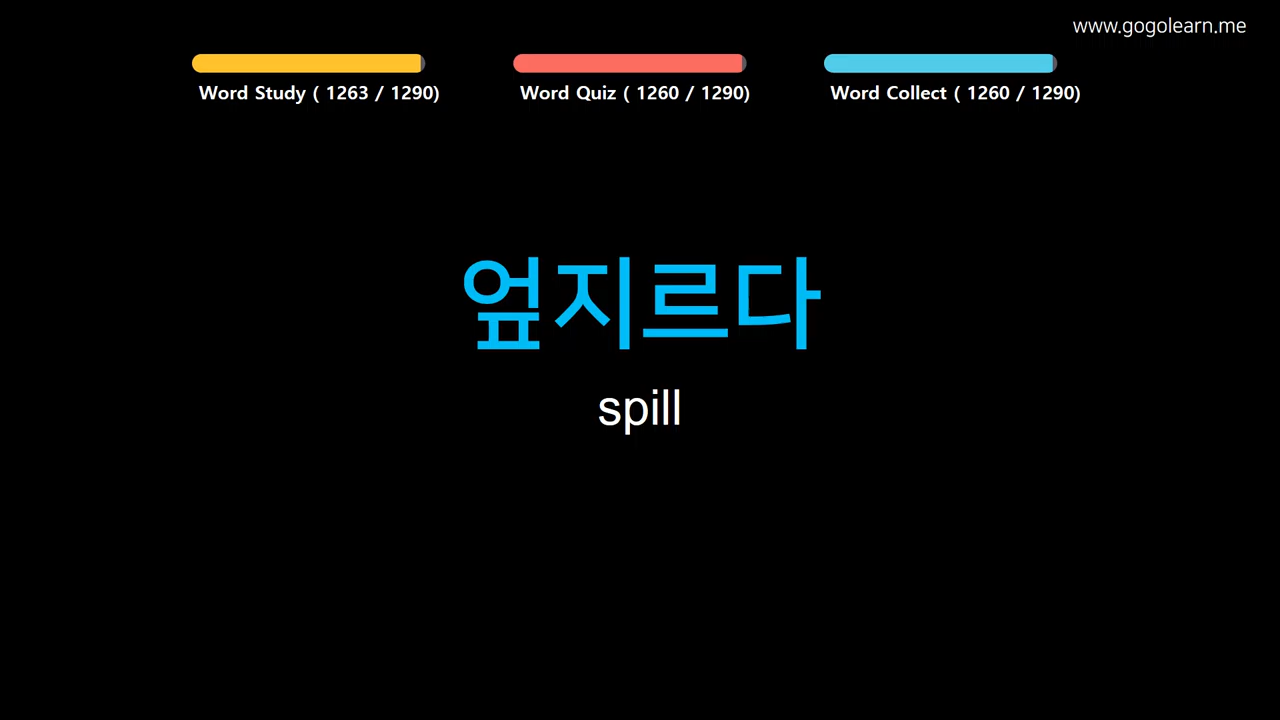 www.gogolearn.me
Word Study ( 1263 / 1290)
Word Quiz ( 1260 / 1290)
Word Collect ( 1260 / 1290)
엎지르다
spill